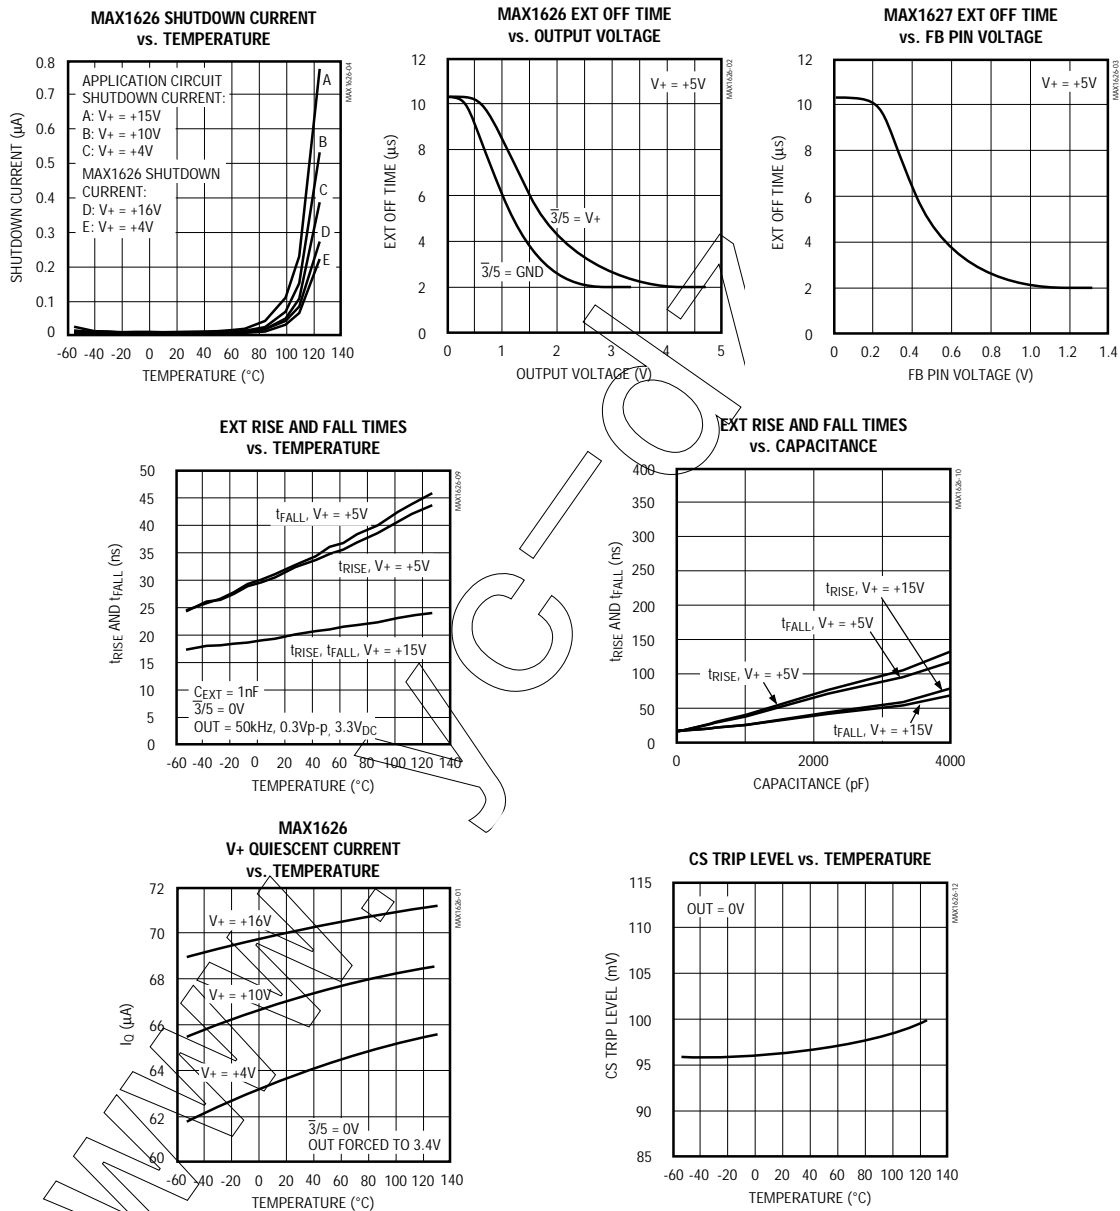 MAX1626 SHUTDOWN CURRENT
vs. TEMPERATURE
0.8
0.7
0.6
0.5
0.4
0.3
0.2
0.1
0
SHUTDOWN CURRENT (μA)
APPLICATION CIRCUIT
SHUTDOWN CURRENT:
A: V+ = +15V
B: V+ = +10V
C: V+ = +4V
MAX1626 SHUTDOWN
CURRENT:
D: V+ = +16V
E: V+ = +4V
A
B
C
D
E
MAX1626-04
-60 -40 -20 0 20 40 60 80 100 120 140
TEMPERATURE (°C)
MAX1626 EXT OFF TIME
vs. OUTPUT VOLTAGE
12
10
8
6
4
2
0
EXT OFF TIME (μs)
V+ = +5V
3/5 = V+
3/5 = GND
MAX1626-02
0 1 2 3 4 5
OUTPUT VOLTAGE (V)
MAX1627 EXT OFF TIME
vs. FB PIN VOLTAGE
12
10
8
6
4
2
0
EXT OFF TIME (μs)
V+ = +5V
MAX1626-03
0 0.2 0.4 0.6 0.8 1.0 1.2 1.4
FB PIN VOLTAGE (V)
EXT RISE AND FALL TIMES
vs. TEMPERATURE
50
45
40
35
30
25
20
15
10
5
0
tRISE AND tFALL (ns)
tFALL, V+ = +5V
tRISE, V+ = +5V
tRISE, tFALL, V+ = +15V
CEXT = 1nF
3/5 = 0V
OUT = 50kHz, 0.3Vp-p, 3.3VDC
MAX1626-09
-60 -40 -20 0 20 40 60 80 100 120 140
TEMPERATURE (°C)
EXT RISE AND FALL TIMES
vs. CAPACITANCE
400
350
300
250
200
150
100
50
0
tRISE AND tFALL (ns)
tRISE, V+ = +15V
tFALL, V+ = +5V
tRISE, V+ = +5V
tFALL, V+ = +15V
MAX1626-10
0 2000 4000
CAPACITANCE (pF)
MAX1626
V+ QUIESCENT CURRENT
vs. TEMPERATURE
72
70
68
66
64
62
60
IQ (μA)
V+ = +16V
V+ = +10V
V+ = +4V
3/5 = 0V
OUT FORCED TO 3.4V
MAX1626-01
-60 -40 -20 0 20 40 60 80 100 120 140
TEMPERATURE (°C)
CS TRIP LEVEL vs. TEMPERATURE
115
110
105
100
95
90
85
CS TRIP LEVEL (mV)
OUT = 0V
MAX1626-12
-60 -40 -20 0 20 40 60 80 100 120 140
TEMPERATURE (°C)